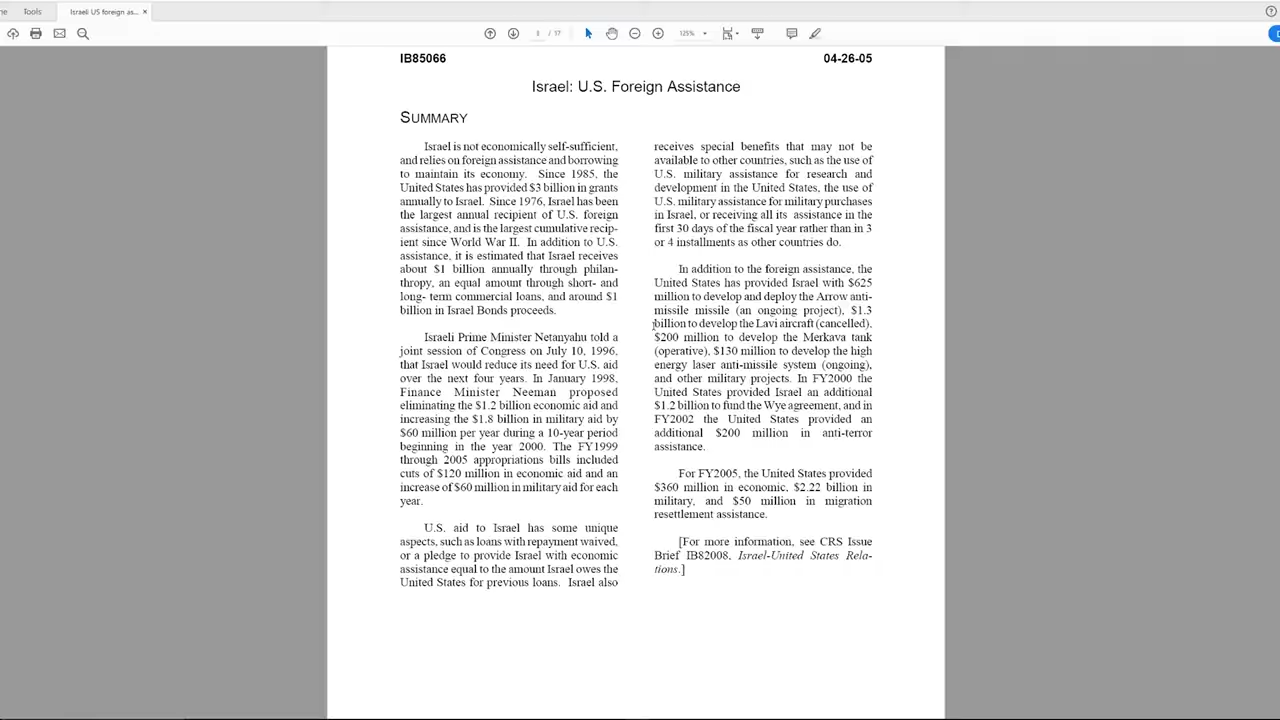 Tools
Israeli US foreign as...
/ 17
125%
IB85066
04-26-05
Israel: U.S. Foreign Assistance
SUMMARY
Israel is not economically self-sufficient,
and relies on foreign assistance and borrowing
to maintain its economy. Since 1985, the
United States has provided $3 billion in grants
annually to Israel. Since 1976, Israel has been
the largest annual recipient of U.S. foreign
assistance, and is the largest cumulative recip-
ient since World War II. In addition to U.S.
assistance, it is estimated that Israel receives
about $1 billion annually through philan-
thropy, an equal amount through short- and
long- term commercial loans, and around $1
billion in Israel Bonds proceeds.
Israeli Prime Minister Netanyahu told a
joint session of Congress on July 10, 1996,
that Israel would reduce its need for U.S. aid
over the next four years. In January 1998,
Finance Minister Neeman proposed
eliminating the $1.2 billion economic aid and
increasing the $1.8 billion in military aid by
$60 million per year during a 10-year period
beginning in the year 2000. The FY1999
through 2005 appropriations bills included
cuts of $120 million in economic aid and an
increase of $60 million in military aid for each
year.
U.S. aid to Israel has some unique
aspects, such as loans with repayment waived,
or a pledge to provide Israel with economic
assistance equal to the amount Israel owes the
United States for previous loans. Israel also
receives special benefits that may not be
available to other countries, such as the use of
U.S. military assistance for research and
development in the United States, the use of
U.S. military assistance for military purchases
in Israel, or receiving all its assistance in the
first 30 days of the fiscal year rather than in 3
or 4 installments as other countries do.
In addition to the foreign assistance, the
United States has provided Israel with $625
million to develop and deploy the Arrow anti-
missile missile (an ongoing project), $1.3
billion to develop the Lavi aircraft (cancelled),
$200 million to develop the Merkava tank
(operative), $130 million to develop the high
energy laser anti-missile system (ongoing),
and other military projects. In FY2000 the
United States provided Israel an additional
$1.2 billion to fund the Wye agreement, and in
FY2002 the United States provided an
additional $200 million in anti-terror
assistance.
For FY2005, the United States provided
$360 million in economic, $2.22 billion in
military, and $50 million in migration
resettlement assistance.
[For more information, see CRS Issue
Brief IB82008, Israel-United States Rela-
tions.]